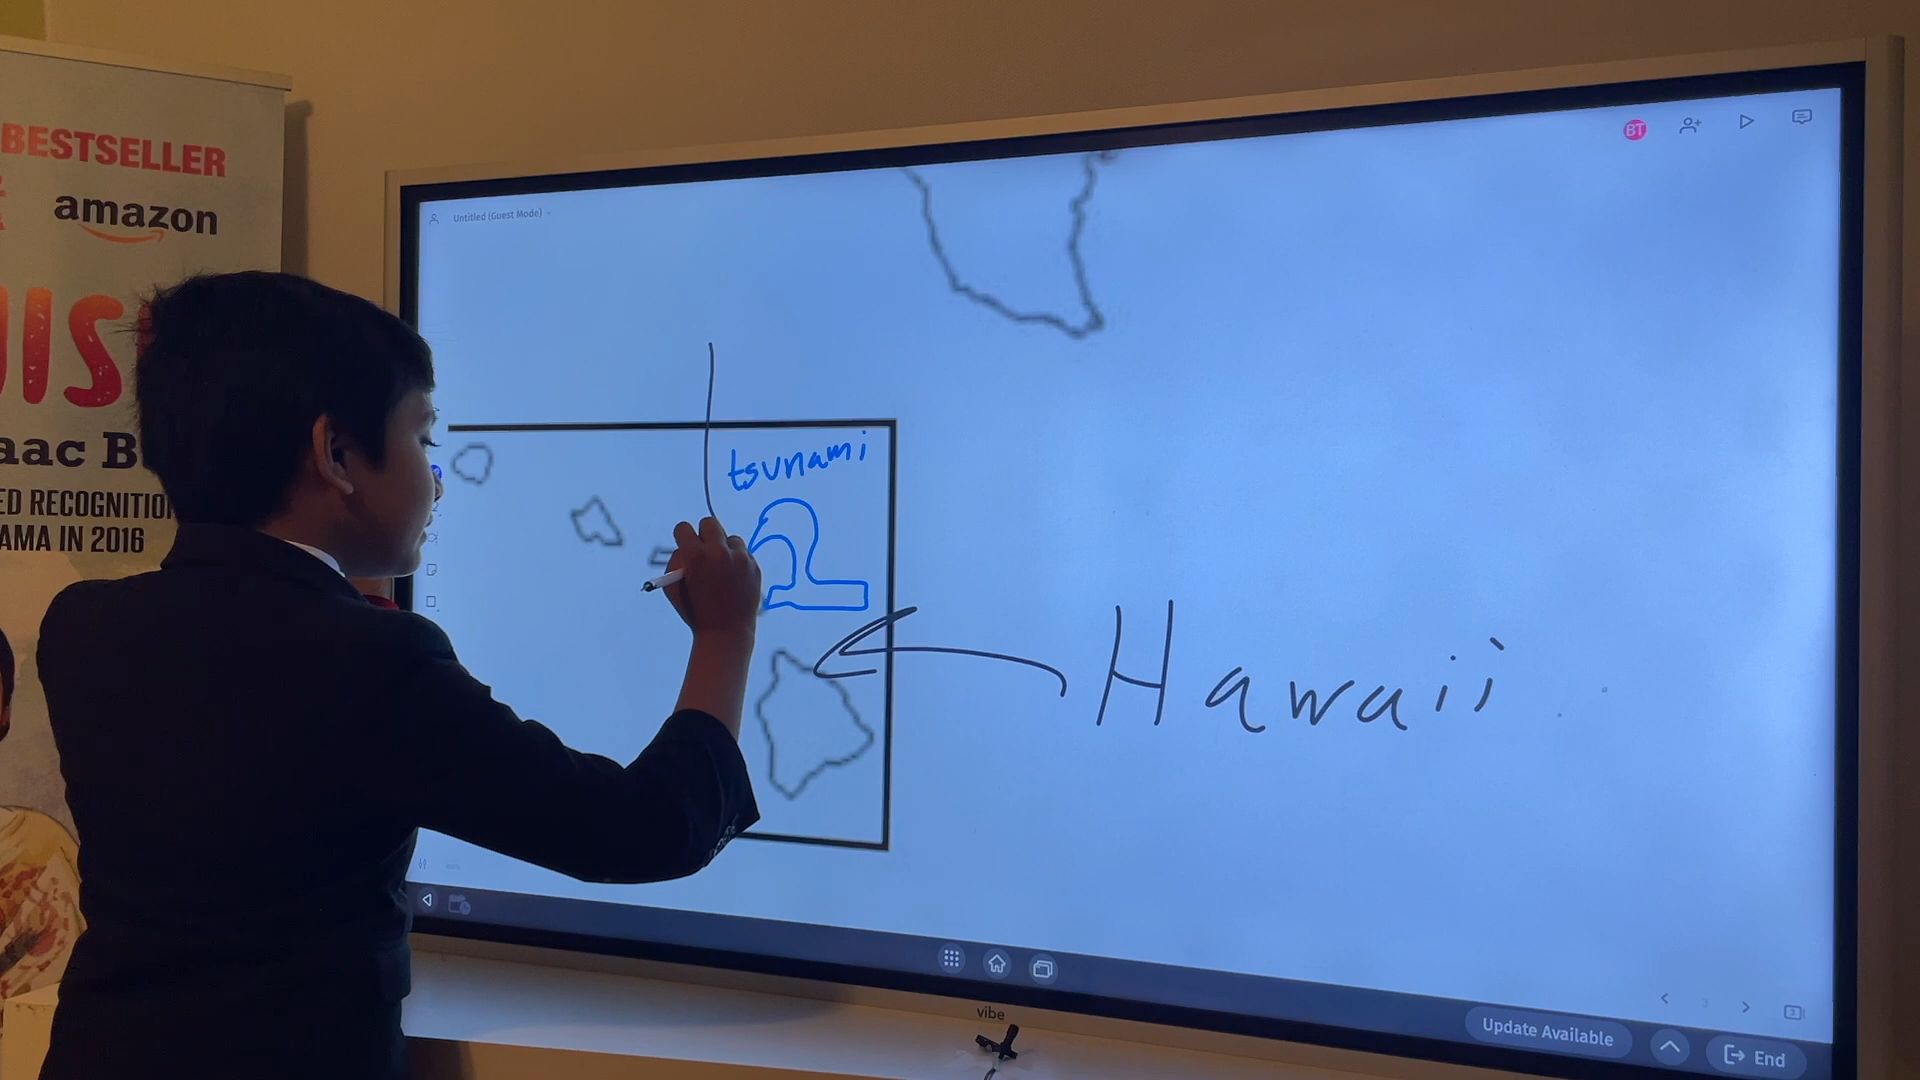 BESTSELLER
amazon
aac B
ED RECOGNITIO
AMA IN 2016
BT
Untitled (Guest Mode)
tsunami
Hawaii
vibe
Update Available
End